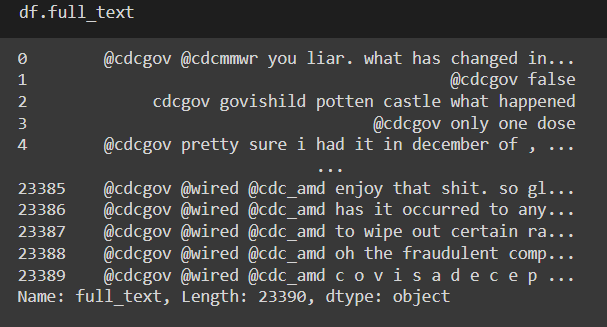 df.full_text
0 @cdcgov @cdcmmwr you liar. what has changed in...
1 @cdcgov false
2 cdcgov govishild potten castle what happened
3 @cdcgov only one dose
4 @cdcgov pretty sure i had it in december of , ...
...
23385 @cdcgov @wired @cdc_amd enjoy that shit. so gl...
23386 @cdcgov @wired @cdc_amd has it occurred to any...
23387 @cdcgov @wired @cdc_amd to wipe out certain ra...
23388 @cdcgov @wired @cdc_amd oh the fraudulent comp...
23389 @cdcgov @wired @cdc_amd c o v i s a d e c e p ...
Name: full_text, Length: 23390, dtype: object